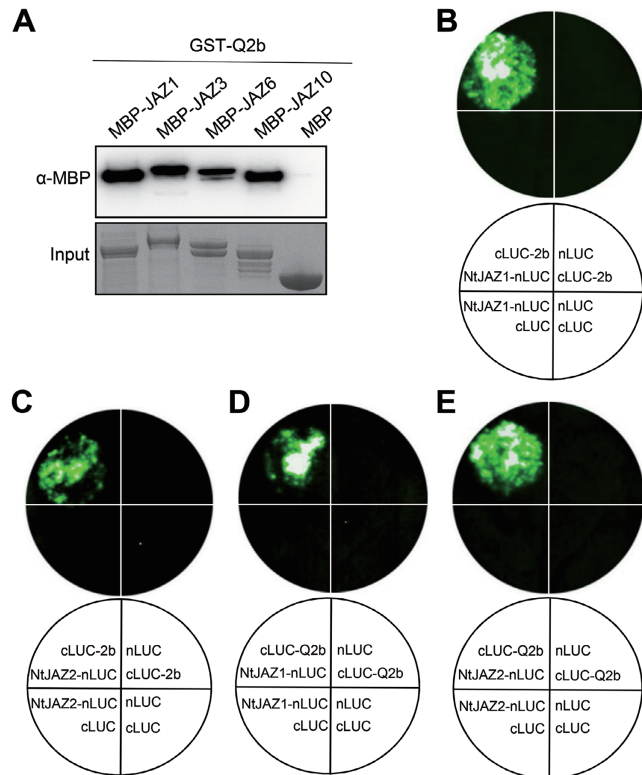 A
GST-Q2b
MBP-JAZ1
MBP-JAZ3
MBP-JAZ6
MBP-JAZ10
MBP
α-MBP
Input
B
cLUC-2b nLUC
NtJAZ1-nLUC cLUC-2b
NtJAZ1-nLUC nLUC
cLUC cLUC
C
cLUC-2b nLUC
NtJAZ2-nLUC cLUC-2b
NtJAZ2-nLUC nLUC
cLUC cLUC
D
cLUC-Q2b nLUC
NtJAZ1-nLUC cLUC-Q2b
NtJAZ1-nLUC nLUC
cLUC cLUC
E
cLUC-Q2b nLUC
NtJAZ2-nLUC cLUC-Q2b
NtJAZ2-nLUC nLUC
cLUC cLUC